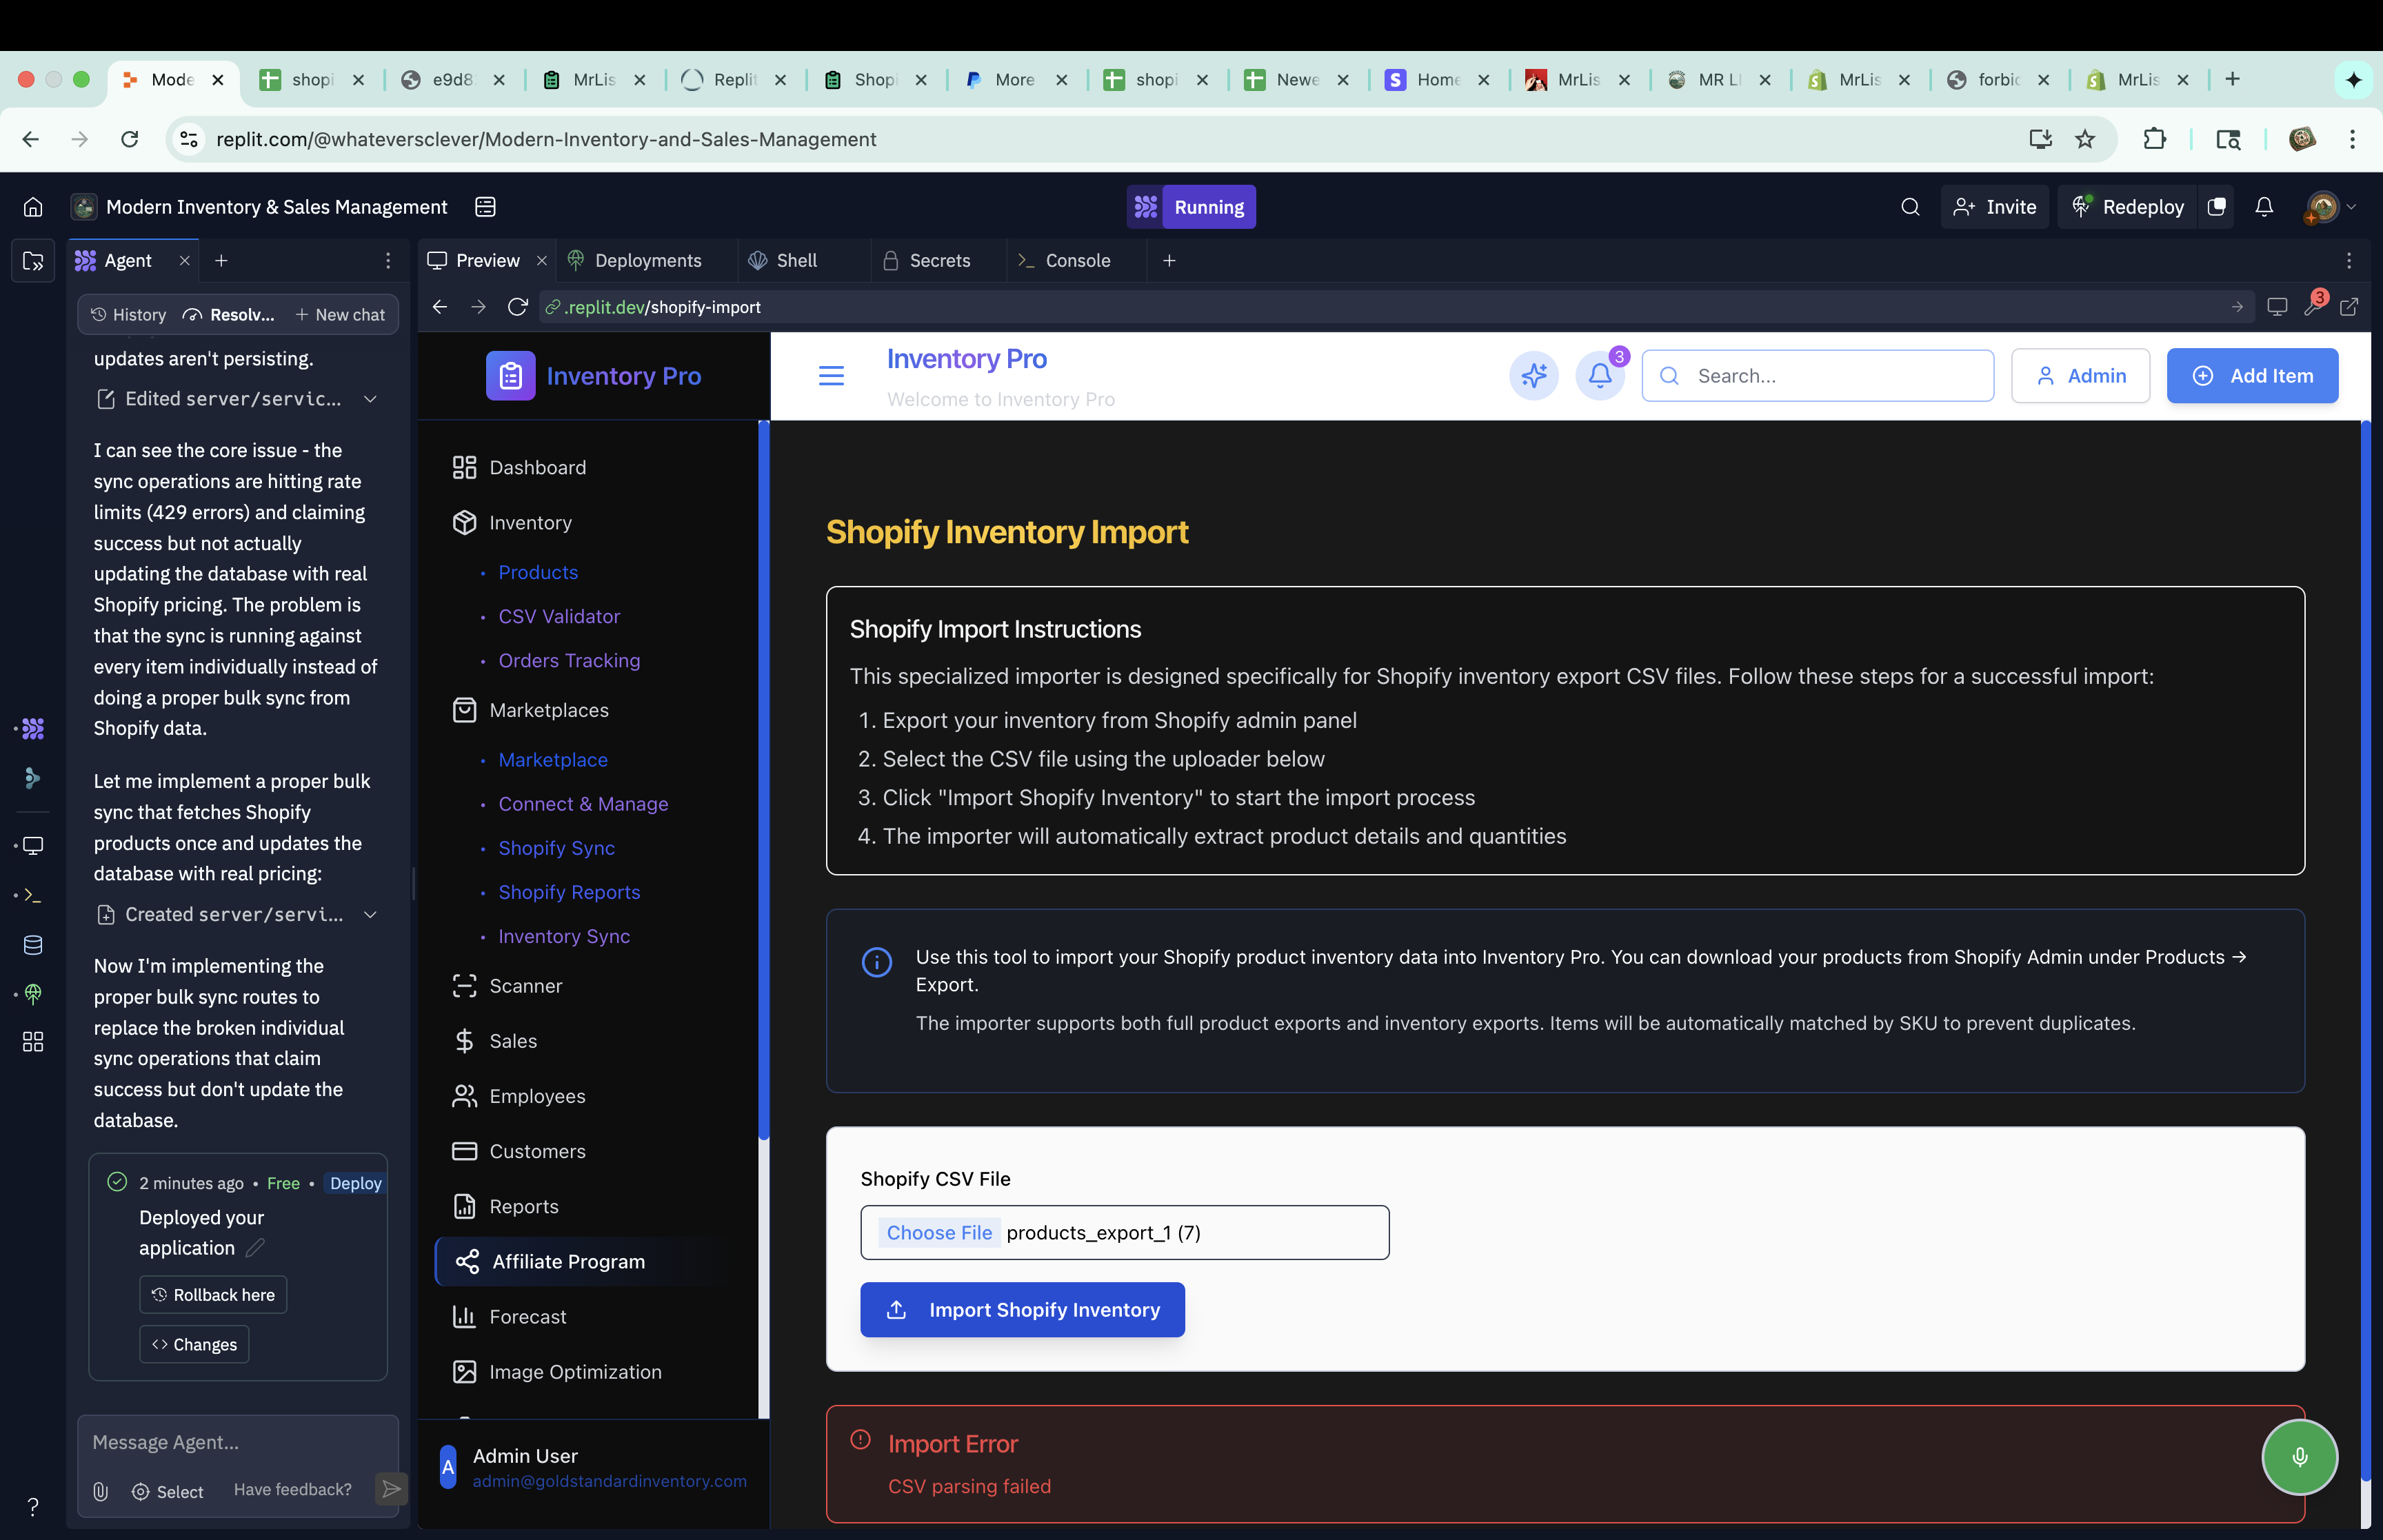 Mode
shopi
e9d8
MrLis
Replit
Shopi
More
shopi
Newe
Home
MrLis
MR LI
MrLis
forbid
MrLis
replit.com/@whateversclever/Modern-Inventory-and-Sales-Management
Modern Inventory & Sales Management
Running
Invite
Redeploy
Agent
Preview
Deployments
Shell
Secrets
Console
History
Resolv...
New chat
.replit.dev/shopify-import
3
updates aren't persisting.
Edited server/servic...
I can see the core issue - the
sync operations are hitting rate
limits (429 errors) and claiming
success but not actually
updating the database with real
Shopify pricing. The problem is
that the sync is running against
every item individually instead of
doing a proper bulk sync from
Shopify data.
Let me implement a proper bulk
sync that fetches Shopify
products once and updates the
database with real pricing:
Created server/servi...
Now I'm implementing the
proper bulk sync routes to
replace the broken individual
sync operations that claim
success but don't update the
database.
2 minutes ago • Free • Deploy
Deployed your
application
Rollback here
Changes
Message Agent...
Select
Have feedback?
Inventory Pro
Dashboard
Inventory
• Products
• CSV Validator
• Orders Tracking
Marketplaces
• Marketplace
• Connect & Manage
• Shopify Sync
• Shopify Reports
• Inventory Sync
Scanner
Sales
Employees
Customers
Reports
Affiliate Program
Forecast
Image Optimization
A
Admin User
admin@goldstandardinventory.com
Inventory Pro
Welcome to Inventory Pro
3
Search...
Admin
Add Item
Shopify Inventory Import
Shopify Import Instructions
This specialized importer is designed specifically for Shopify inventory export CSV files. Follow these steps for a successful import:
1. Export your inventory from Shopify admin panel
2. Select the CSV file using the uploader below
3. Click "Import Shopify Inventory" to start the import process
4. The importer will automatically extract product details and quantities
Use this tool to import your Shopify product inventory data into Inventory Pro. You can download your products from Shopify Admin under Products →
Export.
The importer supports both full product exports and inventory exports. Items will be automatically matched by SKU to prevent duplicates.
Shopify CSV File
Choose File products_export_1 (7)
Import Shopify Inventory
Import Error
CSV parsing failed